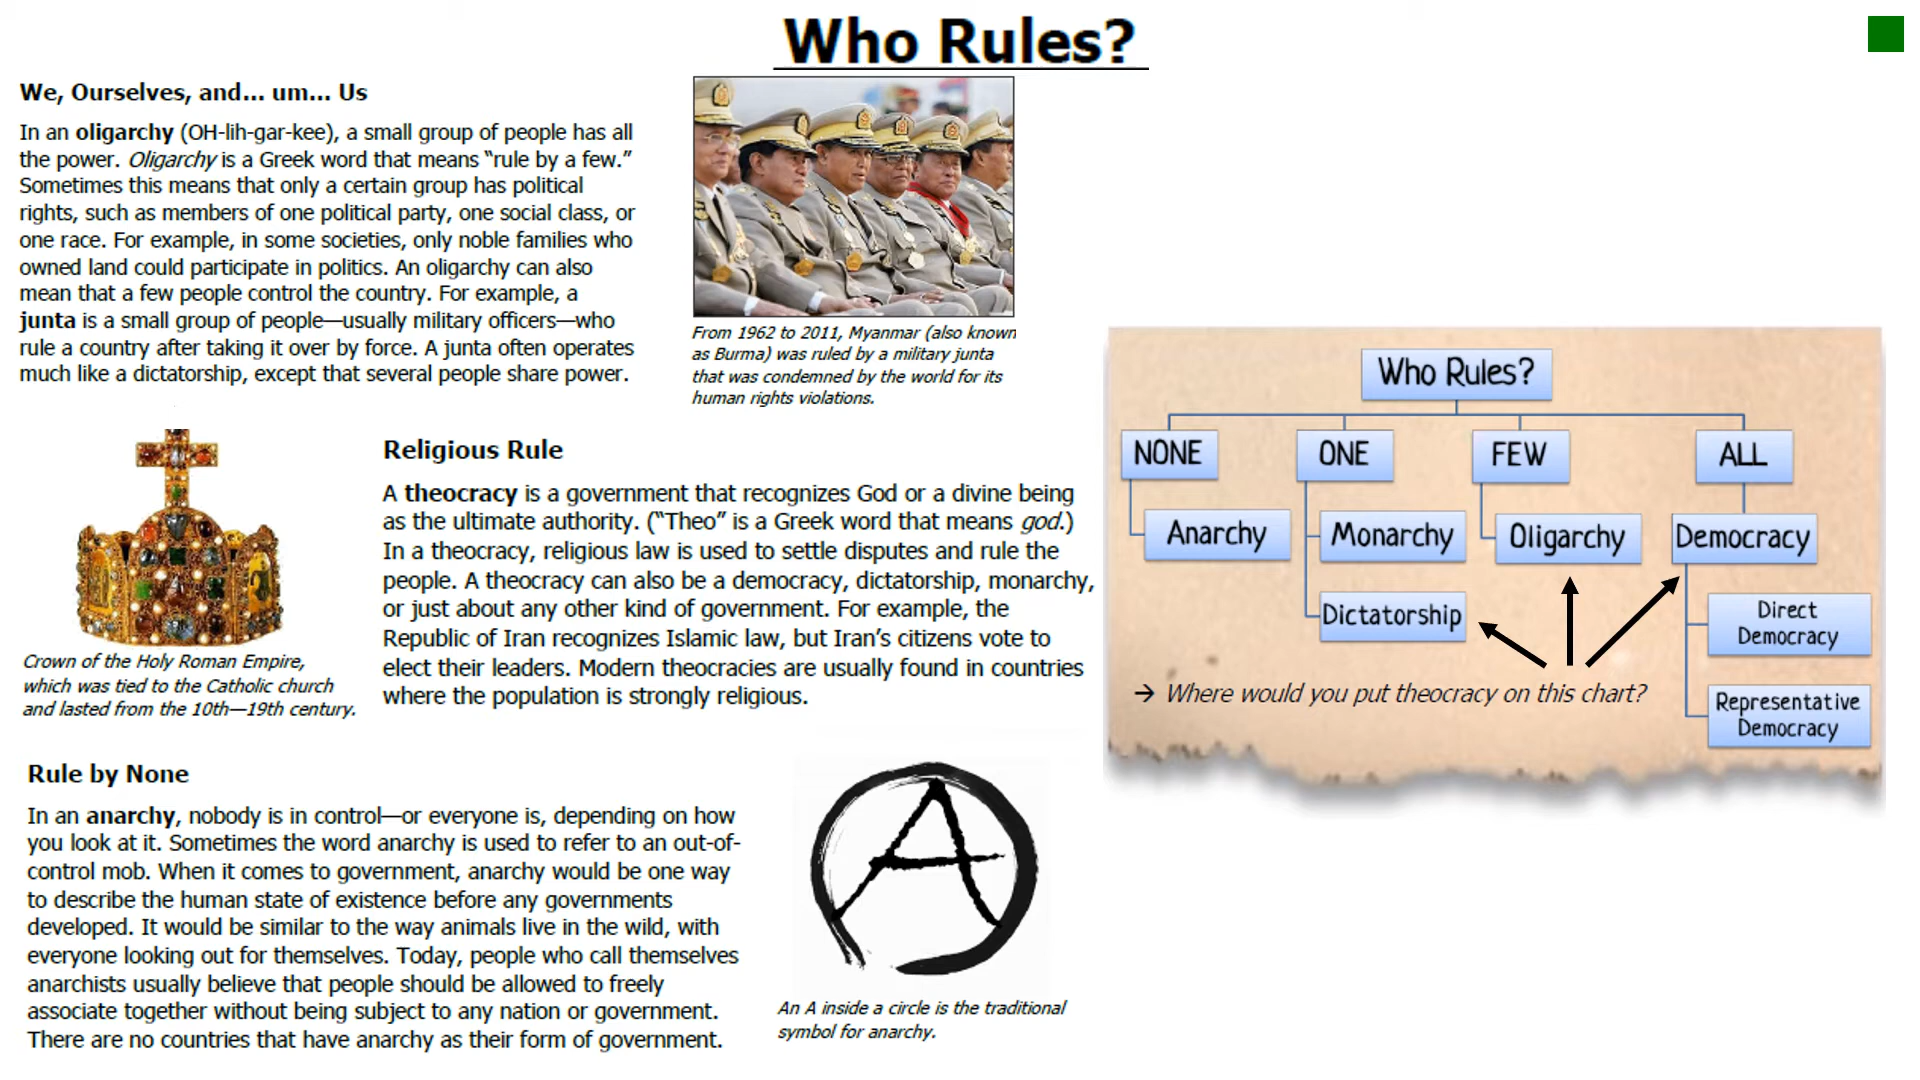 Who Rules?
We, Ourselves, and... um... Us
In an oligarchy (OH-lih-gar-kee), a small group of people has all
the power. Oligarchy is a Greek word that means “rule by a few.”
Sometimes this means that only a certain group has political
rights, such as members of one political party, one social class, or
one race. For example, in some societies, only noble families who
owned land could participate in politics. An oligarchy can also
mean that a few people control the country. For example, a
junta is a small group of people—usually military officers—who
rule a country after taking it over by force. A junta often operates
much like a dictatorship, except that several people share power.
From 1962 to 2011, Myanmar (also known
as Burma) was ruled by a military junta
that was condemned by the world for its
human rights violations.
Crown of the Holy Roman Empire,
which was tied to the Catholic church
and lasted from the 10th—19th century.
Religious Rule
A theocracy is a government that recognizes God or a divine being
as the ultimate authority. (“Theo” is a Greek word that means god.)
In a theocracy, religious law is used to settle disputes and rule the
people. A theocracy can also be a democracy, dictatorship, monarchy,
or just about any other kind of government. For example, the
Republic of Iran recognizes Islamic law, but Iran’s citizens vote to
elect their leaders. Modern theocracies are usually found in countries
where the population is strongly religious.
Rule by None
In an anarchy, nobody is in control—or everyone is, depending on how
you look at it. Sometimes the word anarchy is used to refer to an out-of-
control mob. When it comes to government, anarchy would be one way
to describe the human state of existence before any governments
developed. It would be similar to the way animals live in the wild, with
everyone looking out for themselves. Today, people who call themselves
anarchists usually believe that people should be allowed to freely
associate together without being subject to any nation or government.
There are no countries that have anarchy as their form of government.
A
An A inside a circle is the traditional
symbol for anarchy.
Who Rules?
NONE
ONE
FEW
ALL
Anarchy
Monarchy
Oligarchy
Democracy
Dictatorship
Direct
Democracy
→ Where would you put theocracy on this chart?
Representative
Democracy